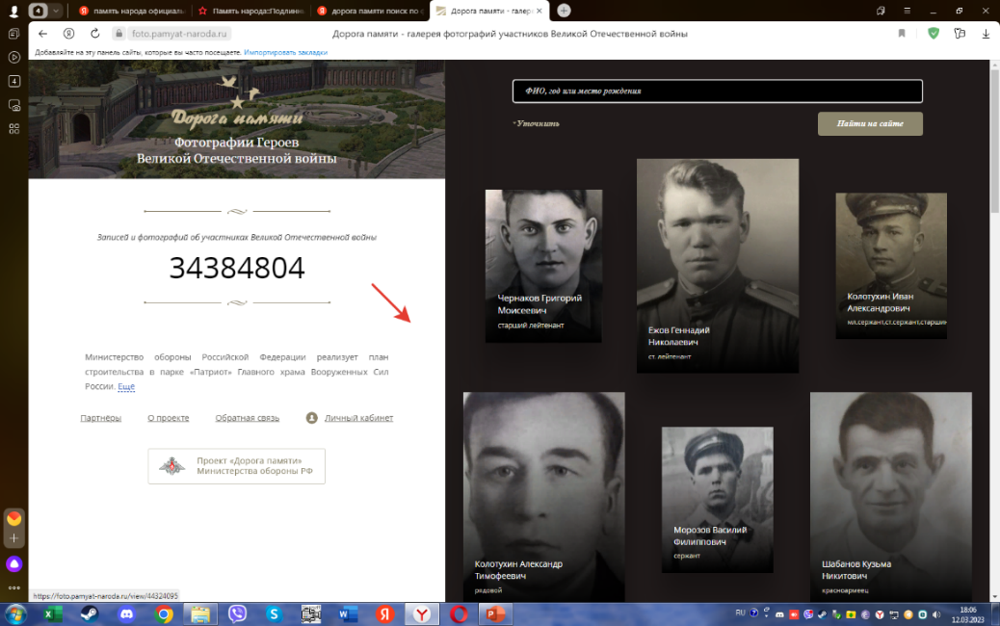 4
память народа официаль
Память народа::Подлинни
дорога памяти поиск по ф
Дорога памяти - галере
foto.pamyat-naroda.ru
Дорога памяти - галерея фотографий участников Великой Отечественной войны
Добавляйте на эту панель сайты, которые вы часто посещаете. Импортировать закладки
4
Дорога памяти
Фотографии Героев
Великой Отечественной войны
Записей и фотографий об участниках Великой Отечественной войны
34384804
Министерство обороны Российской Федерации реализует план
строительства в парке «Патриот» Главного храма Вооруженных Сил
России. Ещё
Партнёры О проекте Обратная связь Личный кабинет
Проект «Дорога памяти»
Министерства обороны РФ
ФИО, год или место рождения
Уточнить
Найти на сайте
Чернаков Григорий
Моисеевич
старший лейтенант
Ежов Геннадий
Николаевич
ст. лейтенант
Колотухин Иван
Александрович
мл.сержант,ст.сержант,старшин
Колотухин Александр
Тимофеевич
рядовой
Морозов Василий
Филиппович
сержант
Шабанов Кузьма
Никитович
красноармеец
https://foto.pamyat-naroda.ru/view/44324095
RU
18:06
12.03.2023